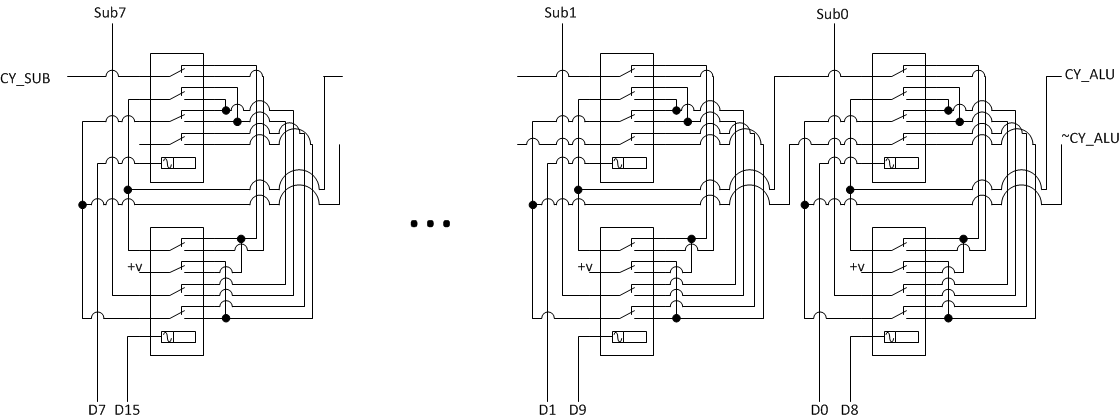 Sub7 Sub1 Sub0
CY_SUB CY_ALU
~CY_ALU
+v +v +v
D7 D15 D1 D9 D0 D8